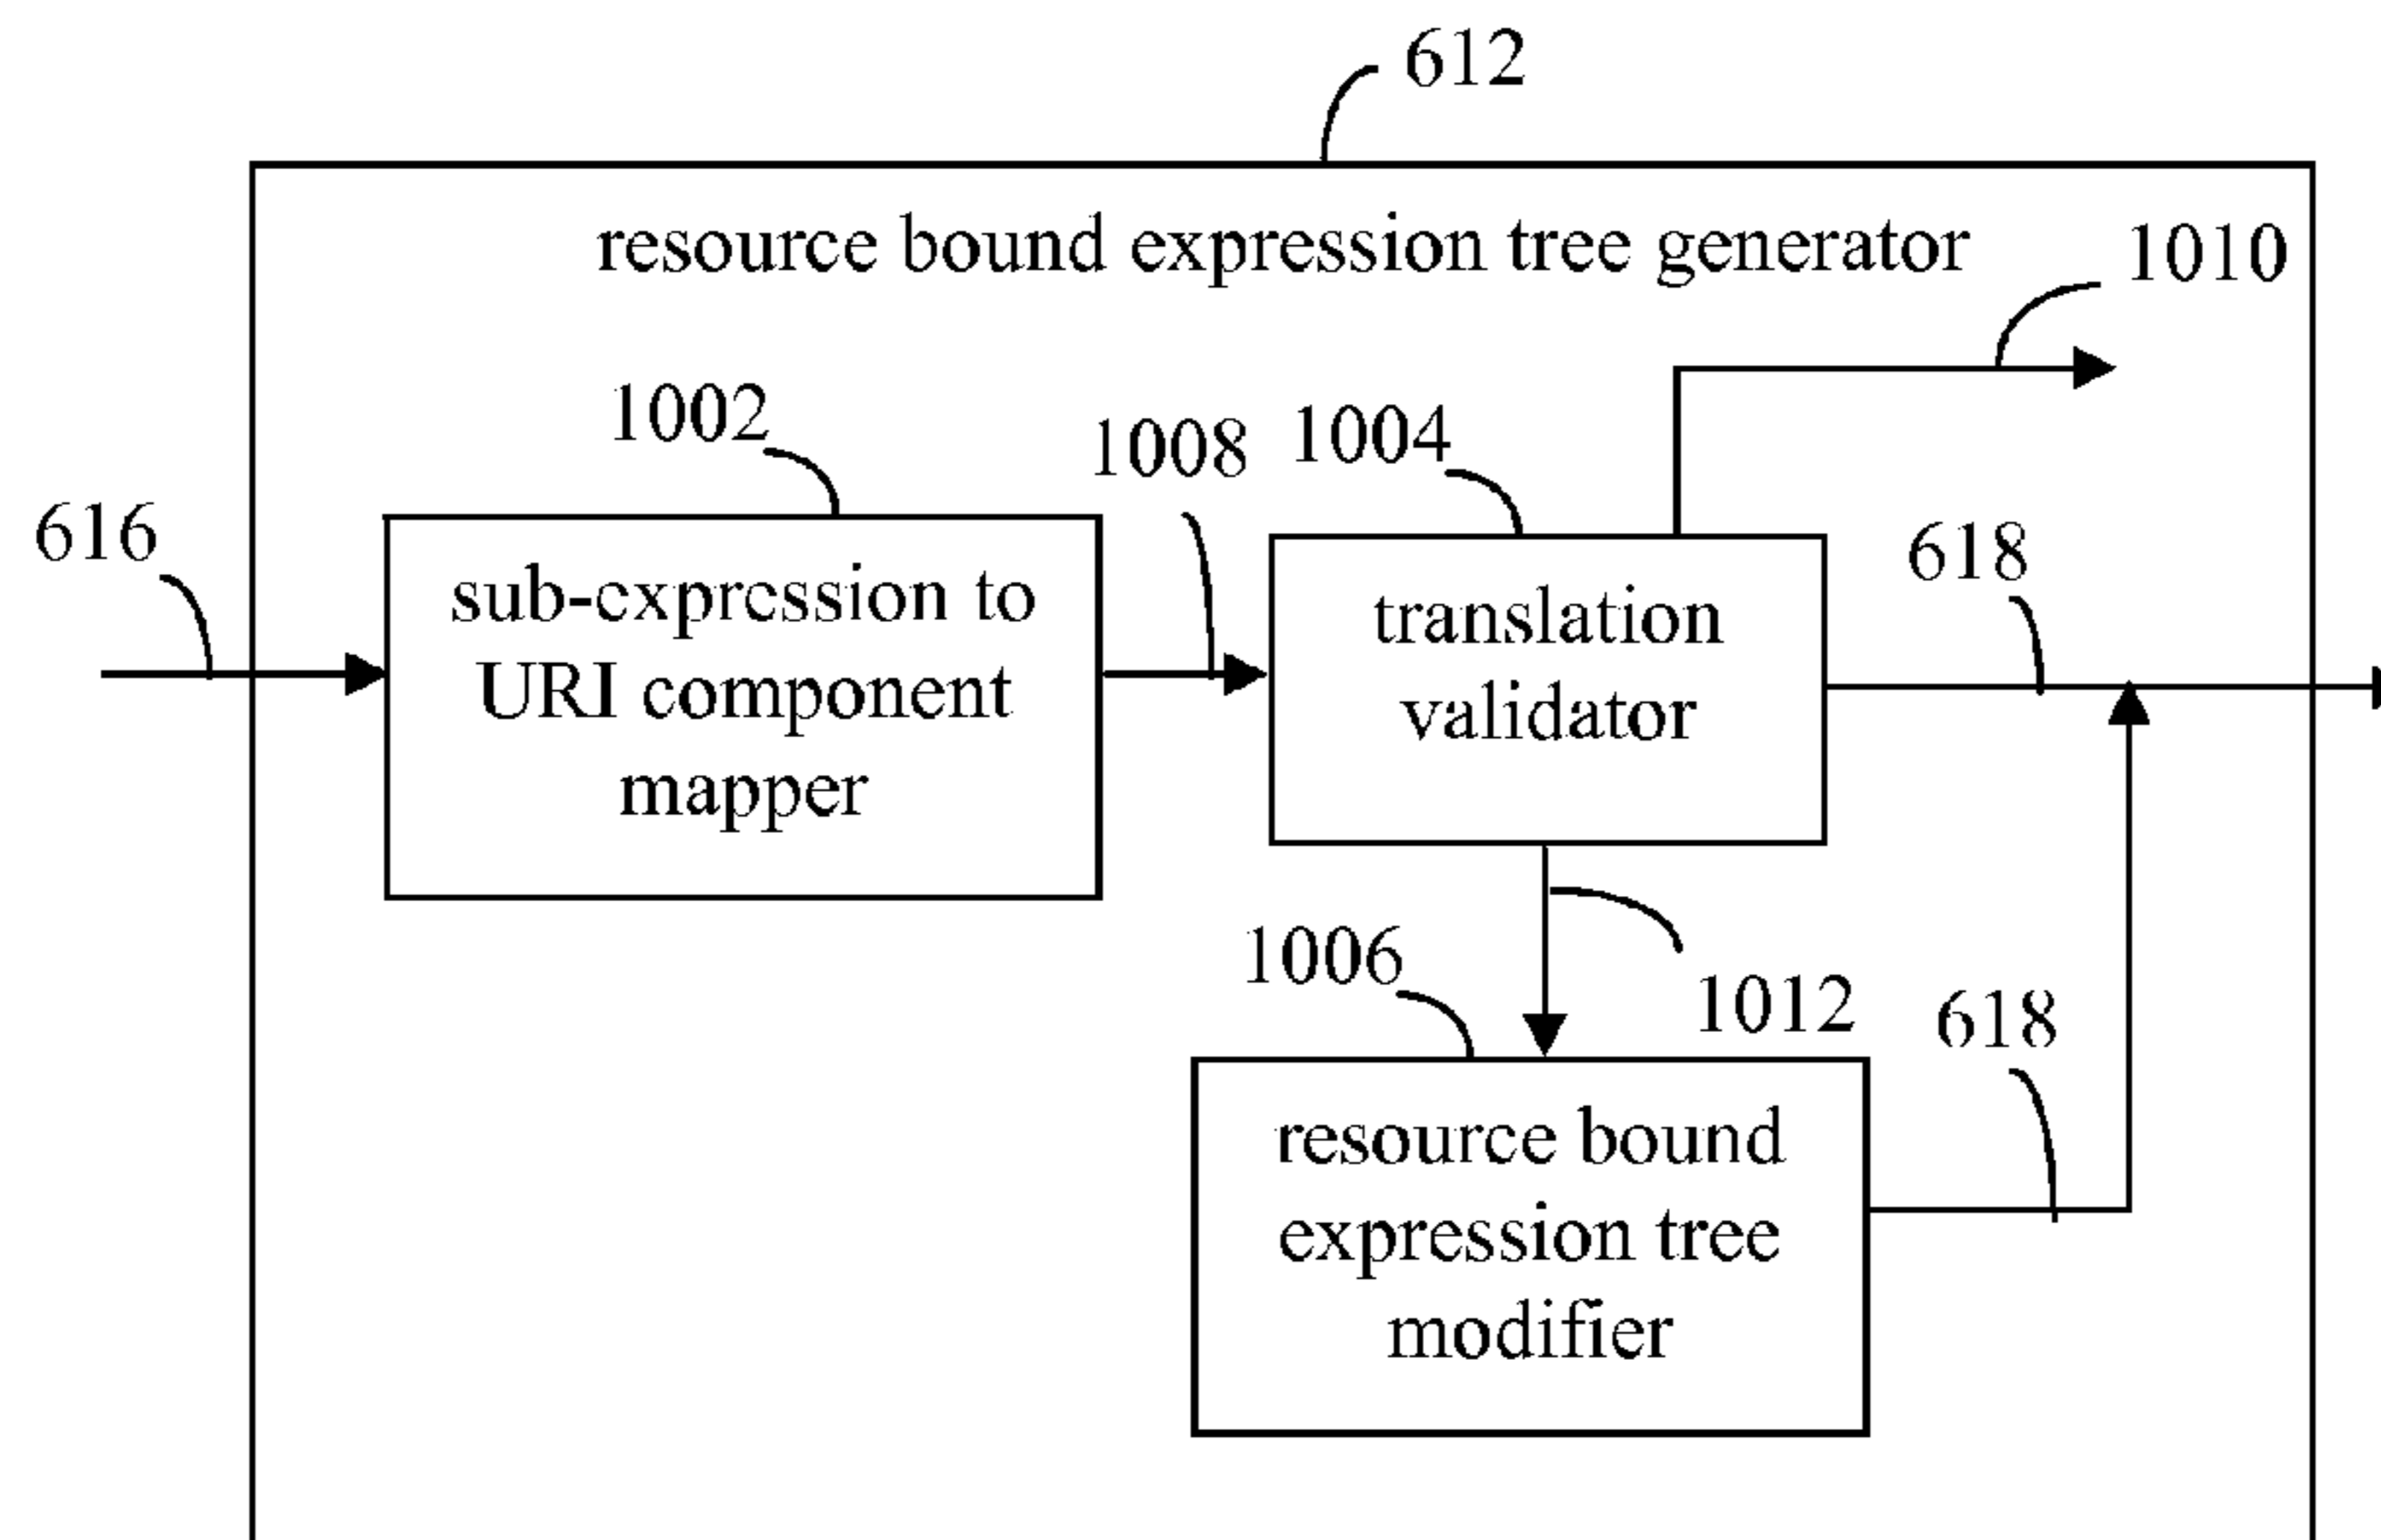 612
resource bound expression tree generator
1010
1002
1008
1004
616
618
sub-expression to
URI component
mapper
translation
validator
1006
1012
618
resource bound
expression tree
modifier